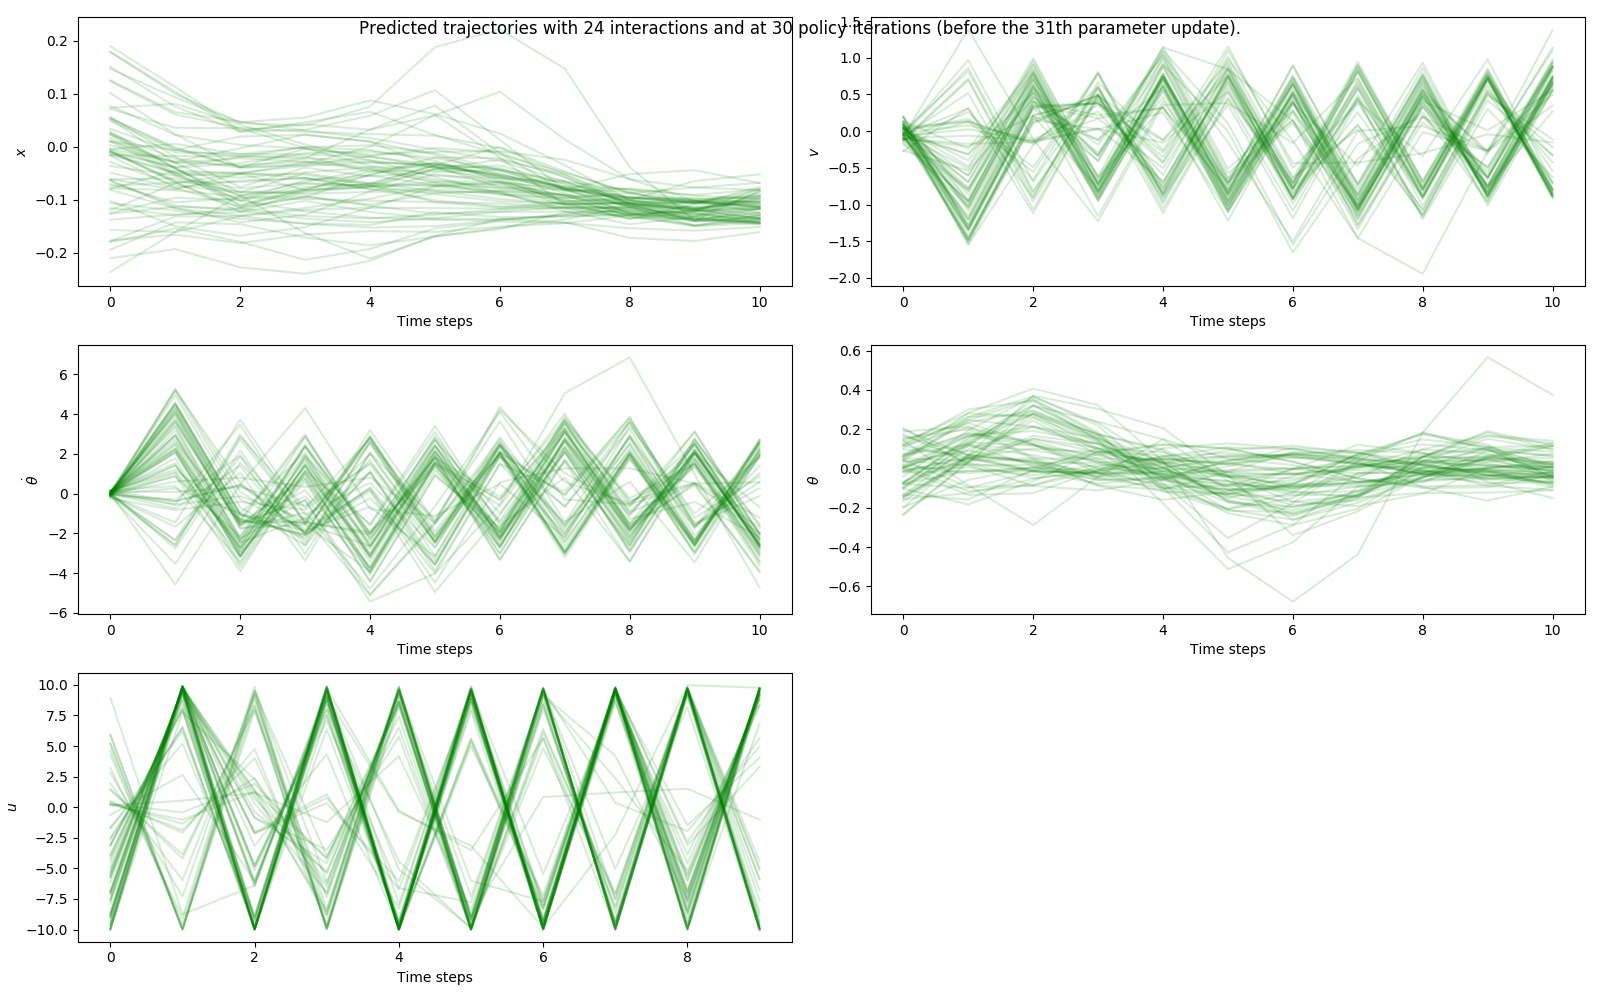 Predicted trajectories with 24 interactions and at 30 policy iterations (before the 31th parameter update).
0.2
0.1
0.0
−0.1
−0.2
x
0 2 4 6 8 10
Time steps
1.5
1.0
0.5
0.0
−0.5
−1.0
−1.5
−2.0
v
0 2 4 6 8 10
Time steps
6
4
2
0
−2
−4
−6
θ̇
0 2 4 6 8 10
Time steps
0.6
0.4
0.2
0.0
−0.2
−0.4
−0.6
θ
0 2 4 6 8 10
Time steps
10.0
7.5
5.0
2.5
0.0
−2.5
−5.0
−7.5
−10.0
u
0 2 4 6 8
Time steps